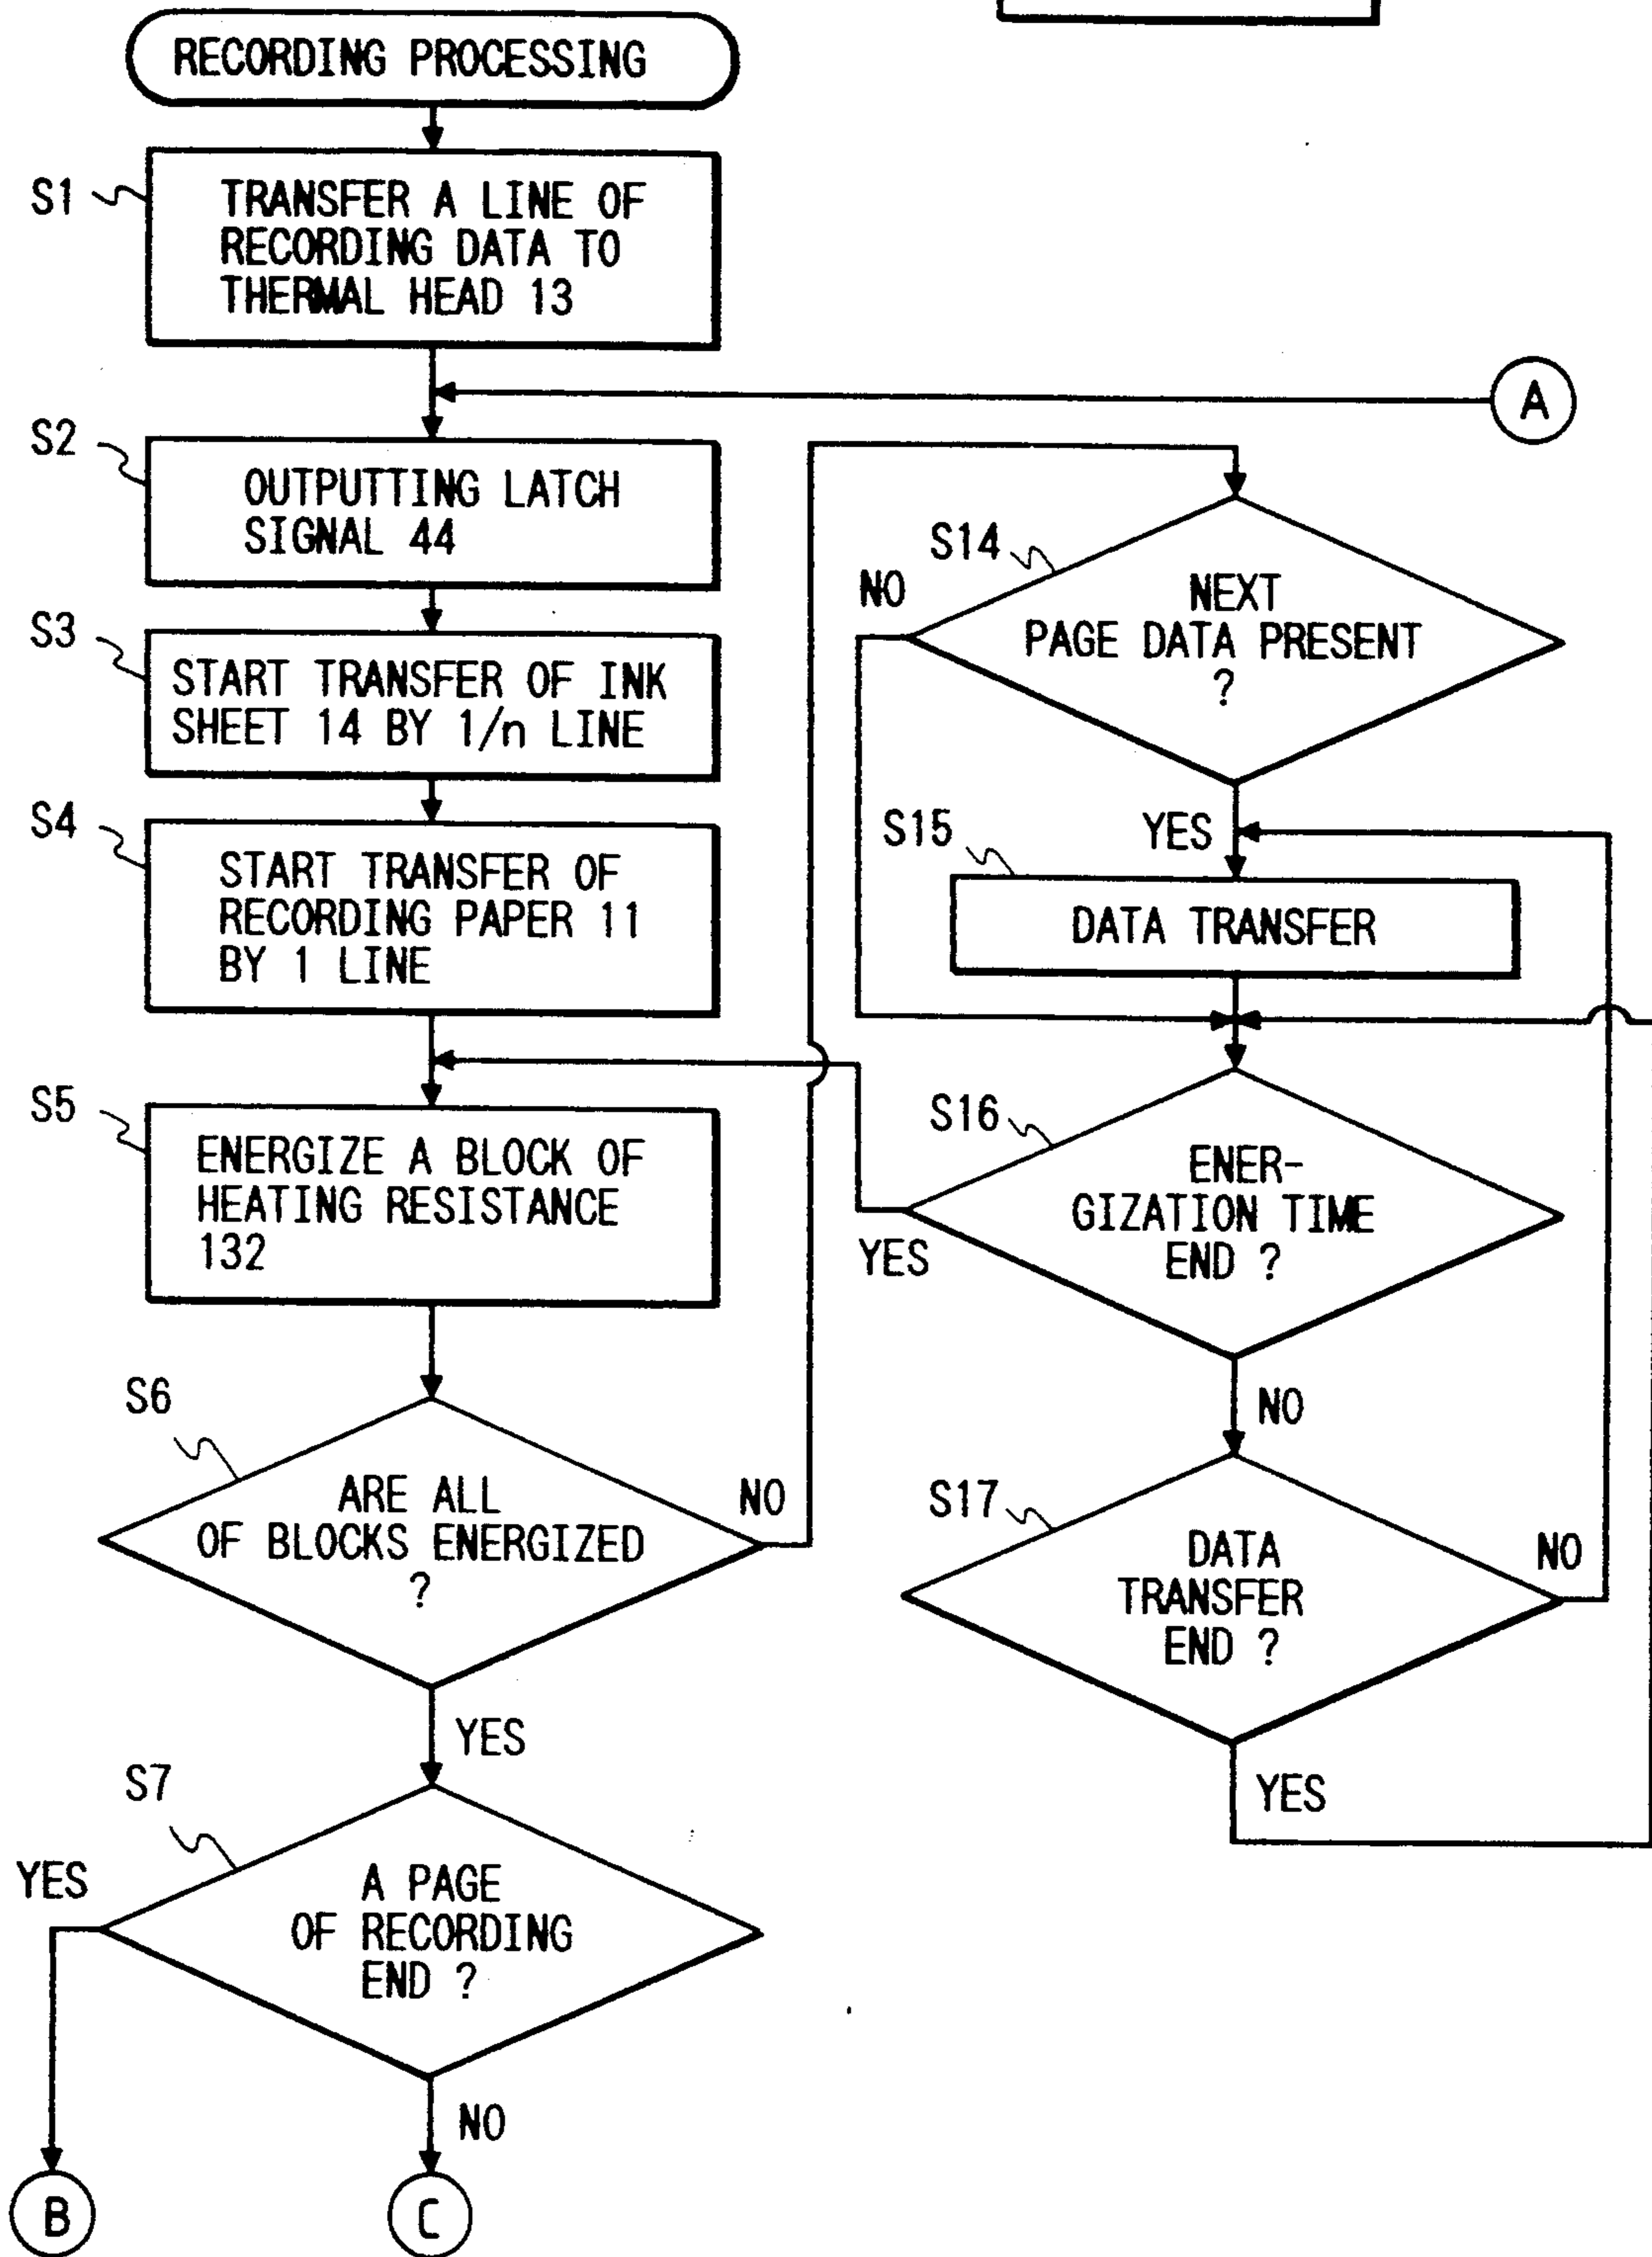 RECORDING PROCESSING
S1
TRANSFER A LINE OF
RECORDING DATA TO
THERMAL HEAD 13
A
S2
OUTPUTTING LATCH
SIGNAL 44
S3
START TRANSFER OF INK
SHEET 14 BY 1/n LINE
S4
START TRANSFER OF
RECORDING PAPER 11
BY 1 LINE
S5
ENERGIZE A BLOCK OF
HEATING RESISTANCE
132
S6
ARE ALL
OF BLOCKS ENERGIZED
?
NO
YES
S7
A PAGE
OF RECORDING
END ?
YES
NO
B
C
S14
NEXT
PAGE DATA PRESENT
?
NO
YES
S15
DATA TRANSFER
S16
ENER-
GIZATION TIME
END ?
YES
NO
S17
DATA
TRANSFER
END ?
NO
YES